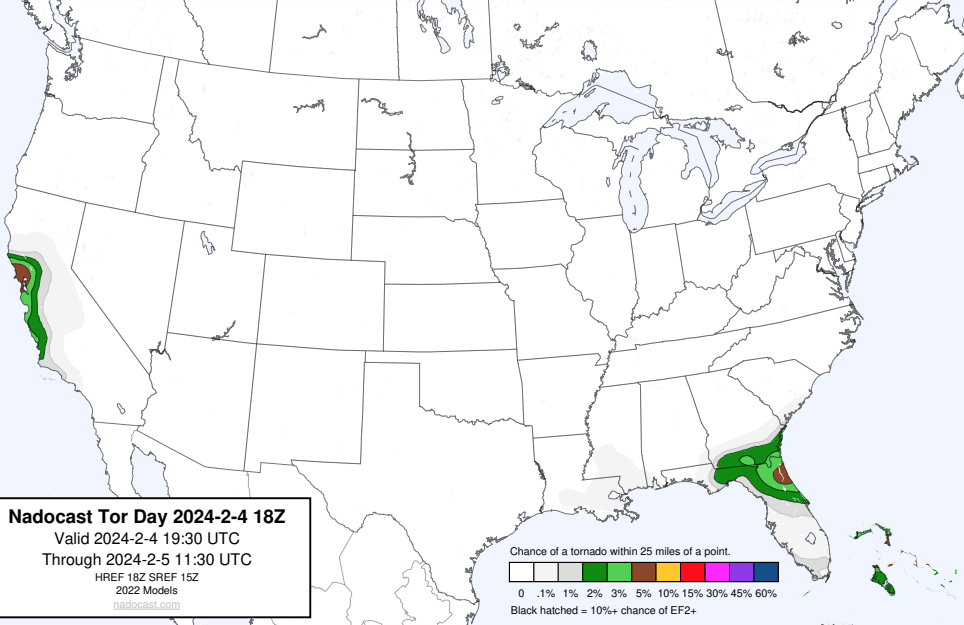 Nadocast Tor Day 2024-2-4 18Z
Valid 2024-2-4 19:30 UTC
Through 2024-2-5 11:30 UTC
HREF 18Z SREF 15Z
2022 Models
nadocast.com
Chance of a tornado within 25 miles of a point.
0 .1% 1% 2% 3% 5% 10% 15% 30% 45% 60%
Black hatched = 10%+ chance of EF2+